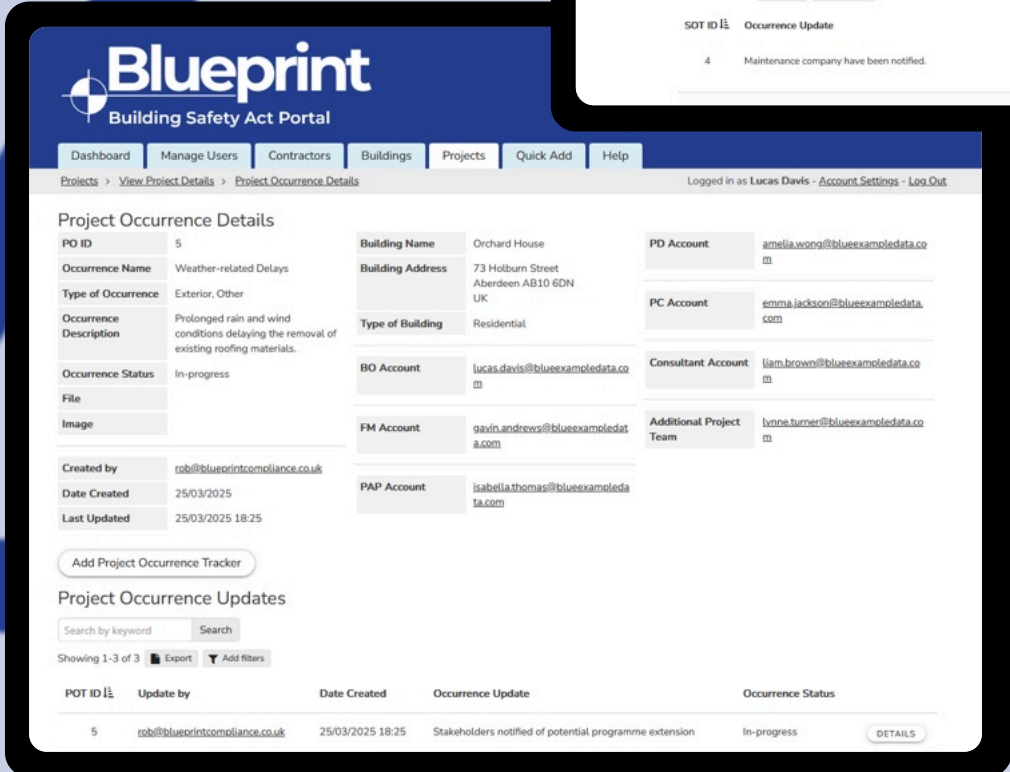 SOT ID Occurrence Update
4 Maintenance company have been notified.
Blueprint
Building Safety Act Portal
Dashboard Manage Users Contractors Buildings Projects Quick Add Help
Projects > View Project Details > Project Occurrence Details
Logged in as Lucas Davis - Account Settings - Log Out
Project Occurrence Details
PO ID 5
Occurrence Name Weather-related Delays
Type of Occurrence Exterior, Other
Occurrence Description
Prolonged rain and wind
conditions delaying the removal of
existing roofing materials.
Occurrence Status In-progress
File
Image
Created by rob@blueprintcompliance.co.uk
Date Created 25/03/2025
Last Updated 25/03/2025 18:25
Building Name Orchard House
Building Address 73 Holburn Street
Aberdeen AB10 6DN
UK
Type of Building Residential
BO Account lucas.davis@blueexampledata.co
m
FM Account gavin.andrews@blueexampledat
a.com
PAP Account isabella.thomas@blueexampleda
ta.com
PD Account amelia.wong@blueexampledata.co
m
PC Account emma.jackson@blueexampledata.
com
Consultant Account liam.brown@blueexampledata.co
m
Additional Project Team
lynne.turner@blueexampledata.co
m
Add Project Occurrence Tracker
Project Occurrence Updates
Search by keyword Search
Showing 1-3 of 3 Export Add filters
POT ID Update by Date Created Occurrence Update Occurrence Status
5 rob@blueprintcompliance.co.uk 25/03/2025 18:25 Stakeholders notified of potential programme extension In-progress DETAILS